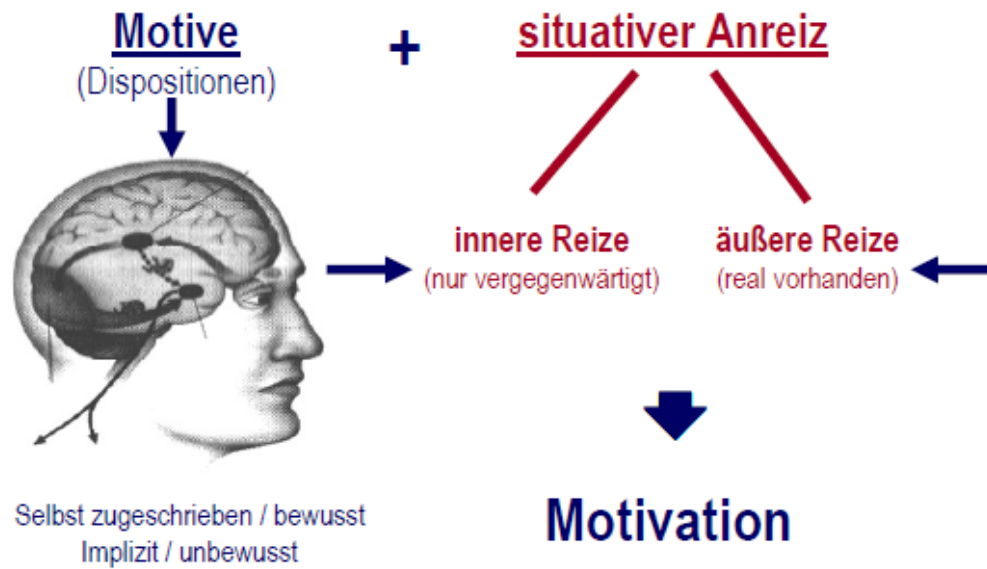 Motive
+
situativer Anreiz
(Dispositionen)
innere Reize
(nur vergegenwärtigt)
äußere Reize
(real vorhanden)
Motivation
Selbst zugeschrieben / bewusst
Implizit / unbewusst